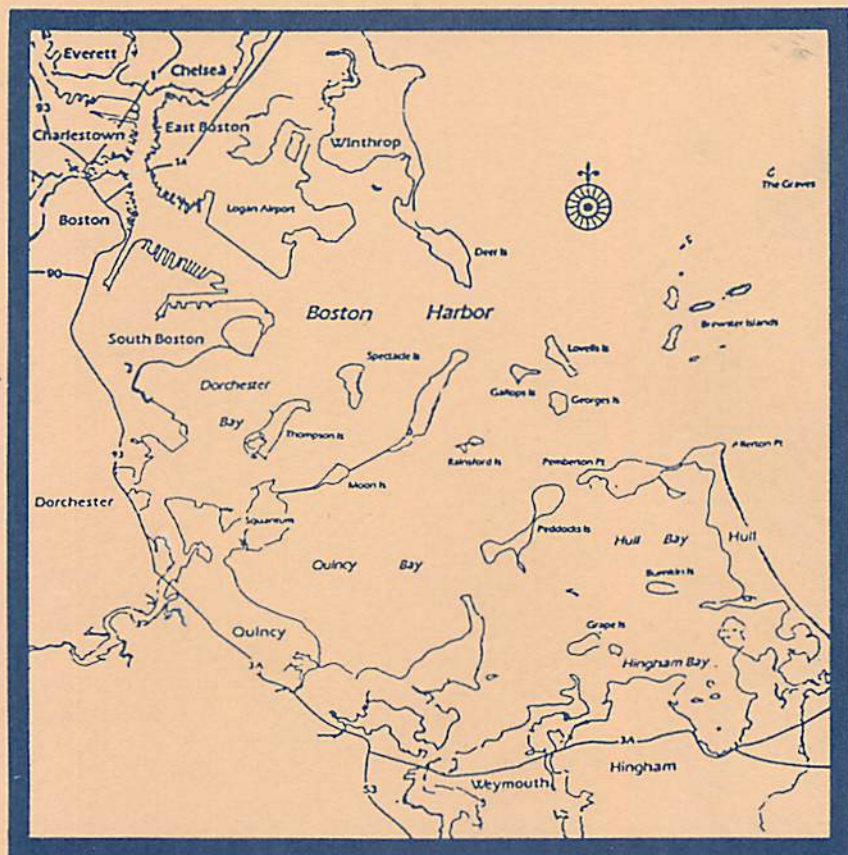 Everett
Chelsea
1
93
Charlestown
East Boston
Winthrop
1A
The Graves
Boston
Logan Airport
Deer Is
90
Boston Harbor
Brewster Islands
South Boston
Spectacle Is
Lovells Is
Dorchester
Bay
Gallops Is
Georges Is
Thompson Is
93
Rainsford Is
Pemberton Pt
Allerton Pt
Moon Is
Dorchester
Squantum
Peddocks Is
Hull Bay
Hull
Quincy Bay
Bumkin Is
Quincy
Grape Is
3A
Hingham Bay
3A
53
Weymouth
Hingham